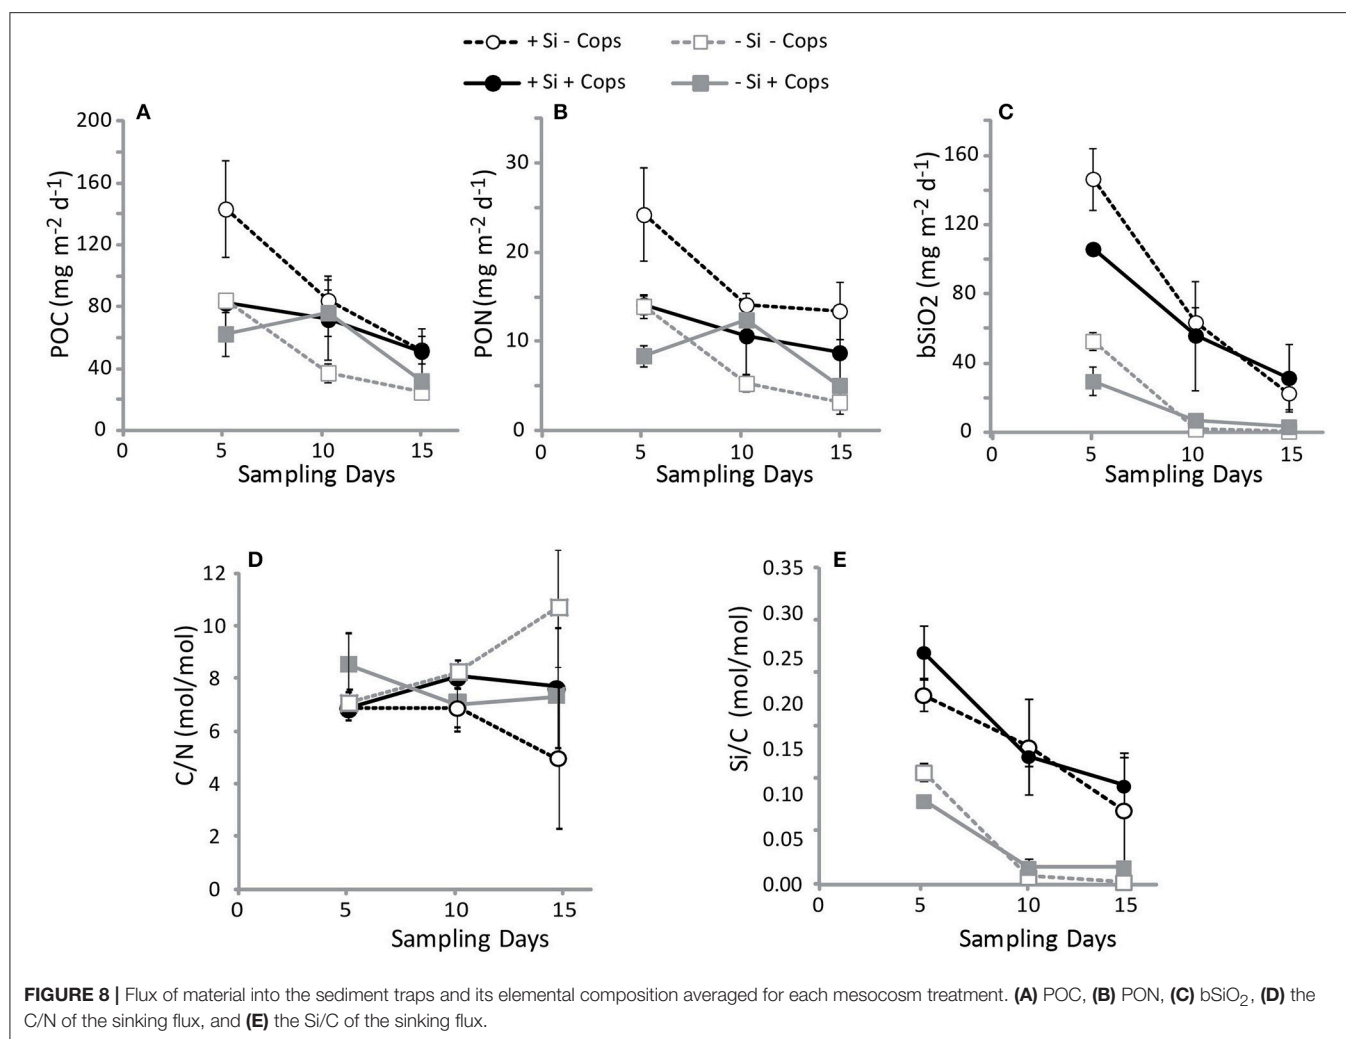 + Si - Cops
- Si - Cops
+ Si + Cops
- Si + Cops
A
200
160
120
80
40
0
POC (mg m-2 d-1)
0
5
10
15
Sampling Days
B
30
20
10
0
PON (mg m-2 d-1)
0
5
10
15
Sampling Days
C
160
120
80
40
0
bSiO2 (mg m-2 d-1)
0
5
10
15
Sampling Days
D
12
10
8
6
4
2
0
C/N (mol/mol)
0
5
10
15
Sampling Days
E
0.35
0.30
0.25
0.20
0.15
0.10
0.05
0.00
Si/C (mol/mol)
0
5
10
15
Sampling Days
FIGURE 8 | Flux of material into the sediment traps and its elemental composition averaged for each mesocosm treatment. (A) POC, (B) PON, (C) bSiO2, (D) the
C/N of the sinking flux, and (E) the Si/C of the sinking flux.